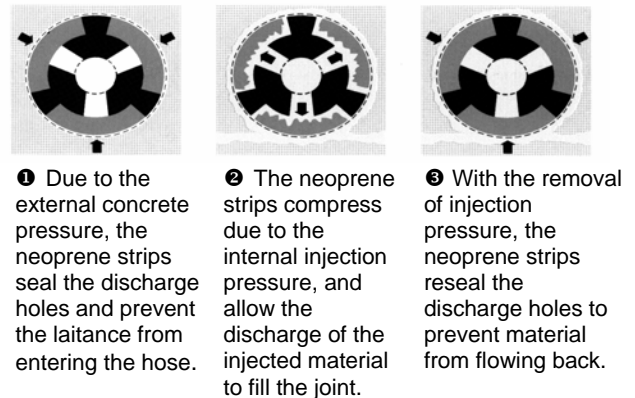 ❶ Due to the
external concrete
pressure, the
neoprene strips
seal the discharge
holes and prevent
the laitance from
entering the hose.
❷ The neoprene
strips compress
due to the
internal injection
pressure, and
allow the
discharge of the
injected material
to fill the joint.
❸ With the removal
of injection
pressure, the
neoprene strips
reseal the
discharge holes to
prevent material
from flowing back.